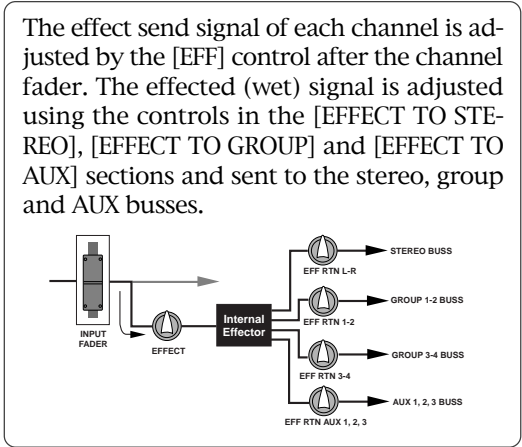 The effect send signal of each channel is ad-
justed by the [EFF] control after the channel
fader. The effected (wet) signal is adjusted
using the controls in the [EFFECT TO STE-
REO], [EFFECT TO GROUP] and [EFFECT TO
AUX] sections and sent to the stereo, group
and AUX busses.
STEREO BUSS
EFF RTN L-R
GROUP 1-2 BUSS
EFF RTN 1-2
Internal
Effector
INPUT
FADER
EFFECT
GROUP 3-4 BUSS
EFF RTN 3-4
AUX 1, 2, 3 BUSS
EFF RTN AUX 1, 2, 3